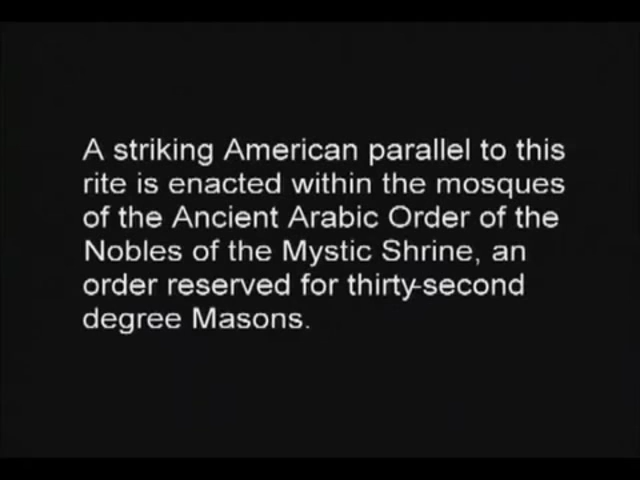 A striking American parallel to this
rite is enacted within the mosques
of the Ancient Arabic Order of the
Nobles of the Mystic Shrine, an
order reserved for thirty-second
degree Masons.